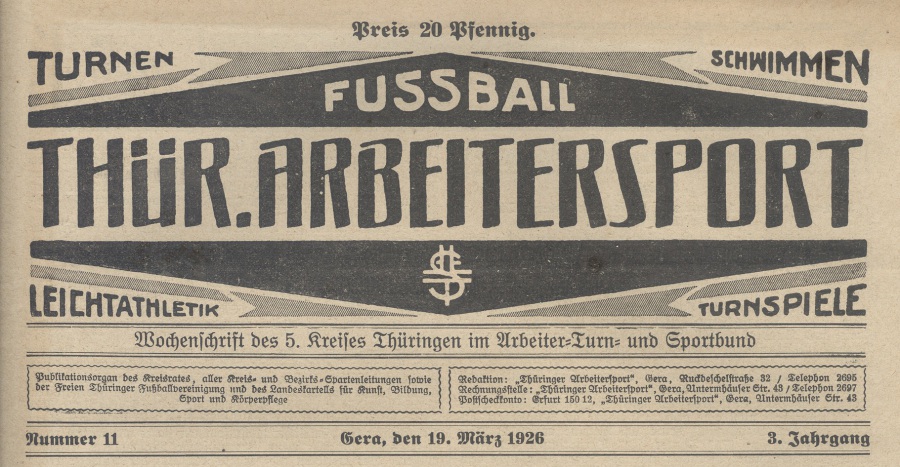 Preis 20 Pfennig.
TURNEN
SCHWIMMEN
FUSSBALL
THÜR. ARBEITERSPORT
LEICHTATHLETIK
TURNSPIELE
Wochenschrift des 5. Kreises Thüringen im Arbeiter-Turn- und Sportbund
Publikationsorgan des Kreisrates, aller Kreis- und Bezirks-Spartenleitungen sowie
der Freien Thüringer Fußballvereinigung und des Landeskartells für Kunst, Bildung,
Sport und Körperpflege
Redaktion: „Thüringer Arbeitersport", Gera, Ruckdeschelstraße 32 / Telephon 2695
Rechnungsstelle: „Thüringer Arbeitersport", Gera, Untermhäuser Str. 43 / Telephon 2697
Postscheckkonto: Erfurt 150 12, „Thüringer Arbeitersport", Gera, Untermhäuser Str. 43
Nummer 11
Gera, den 19. März 1926
3. Jahrgang